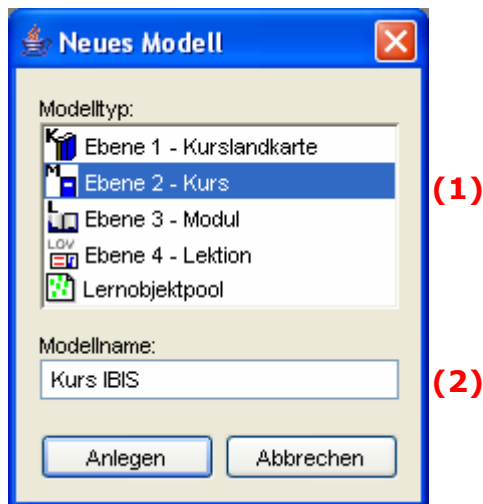 Neues Modell
Modelltyp:
K Ebene 1 - Kurslandkarte
M Ebene 2 - Kurs (1)
L Ebene 3 - Modul
LOV Ebene 4 - Lektion
Lernobjektpool
Modellname:
Kurs IBIS (2)
Anlegen Abbrechen